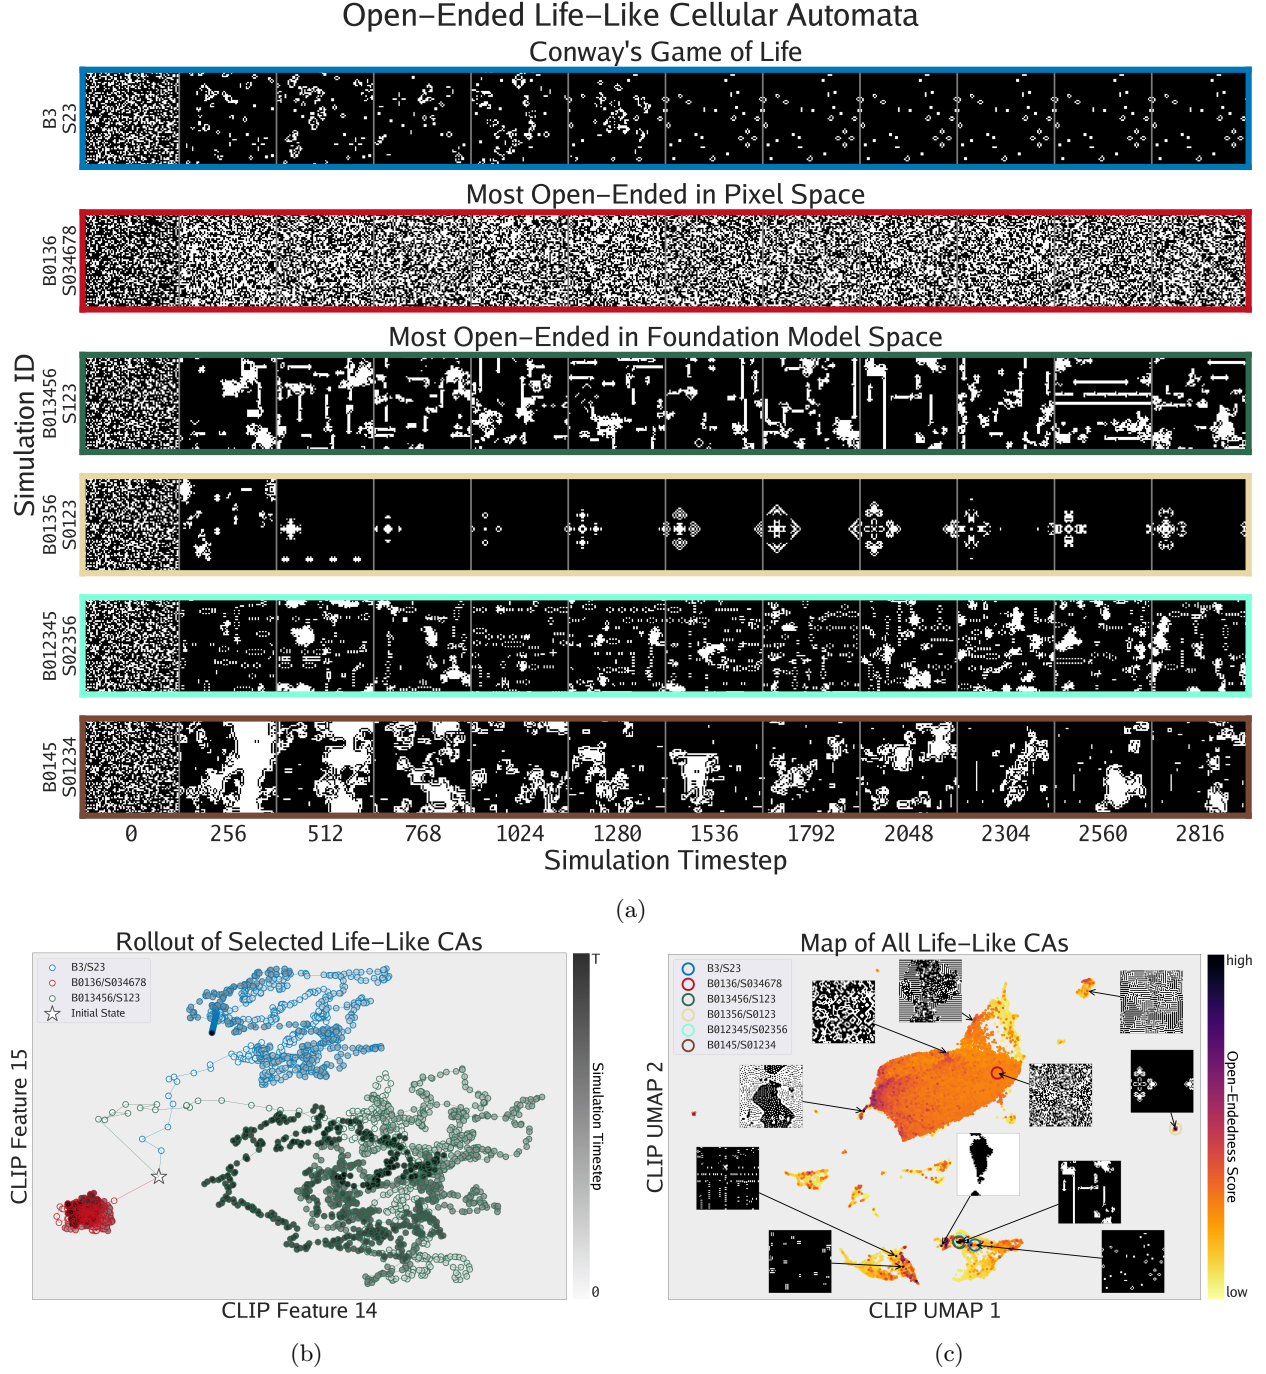 Open-Ended Life-Like Cellular Automata
Conway's Game of Life
B3
S23
Most Open-Ended in Pixel Space
B0136
S034678
Most Open-Ended in Foundation Model Space
Simulation ID
B013456
S123
B01356
S0123
B012345
S02356
B0145
S01234
0 256 512 768 1024 1280 1536 1792 2048 2304 2560 2816
Simulation Timestep
(a)
Rollout of Selected Life-Like CAs
B3/S23
B0136/S034678
B013456/S123
Initial State
CLIP Feature 15
CLIP Feature 14
T
Simulation Timestep
0
(b)
Map of All Life-Like CAs
B3/S23
B0136/S034678
B013456/S123
B01356/S0123
B012345/S02356
B0145/S01234
CLIP UMAP 2
CLIP UMAP 1
high
Open-Endedness Score
low
(c)